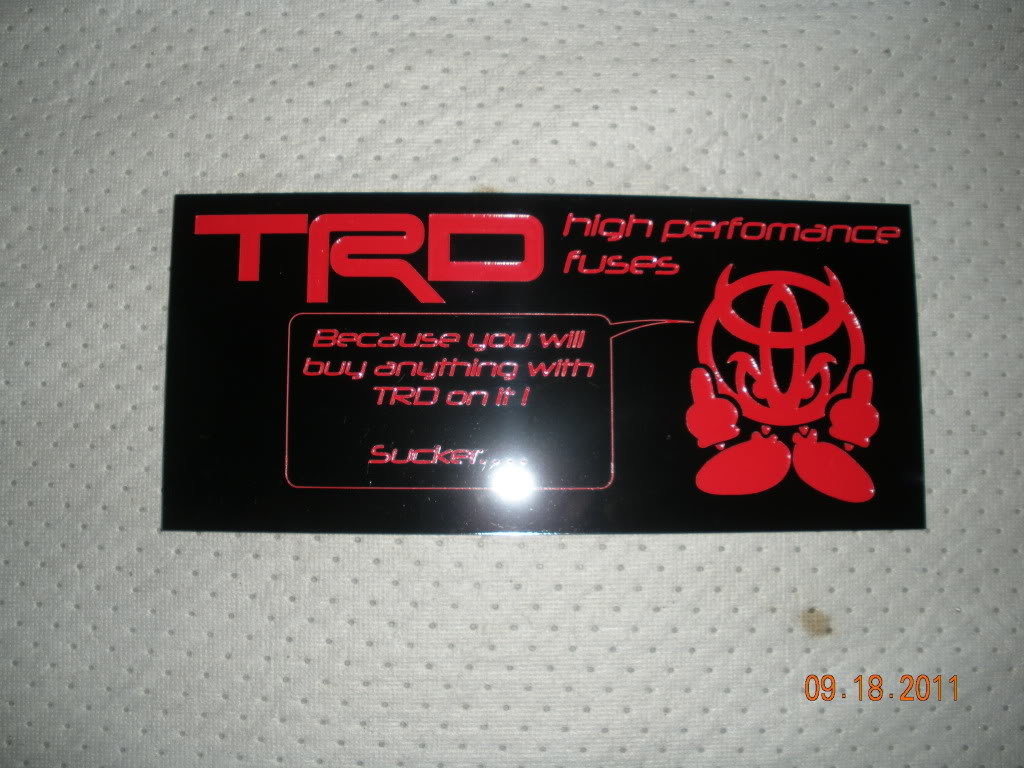 TRD
high perfomance
fuses
Because you will
buy anything with
TRD on it !
Sucker....
09.18.2011